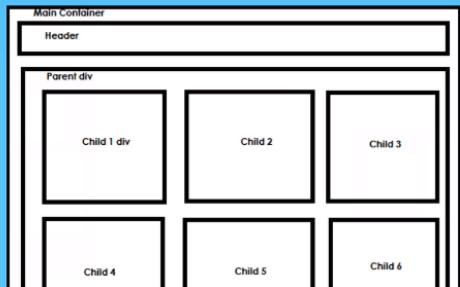 Main Container
Header
Parent div
Child 1 div
Child 2
Child 3
Child 4
Child 5
Child 6